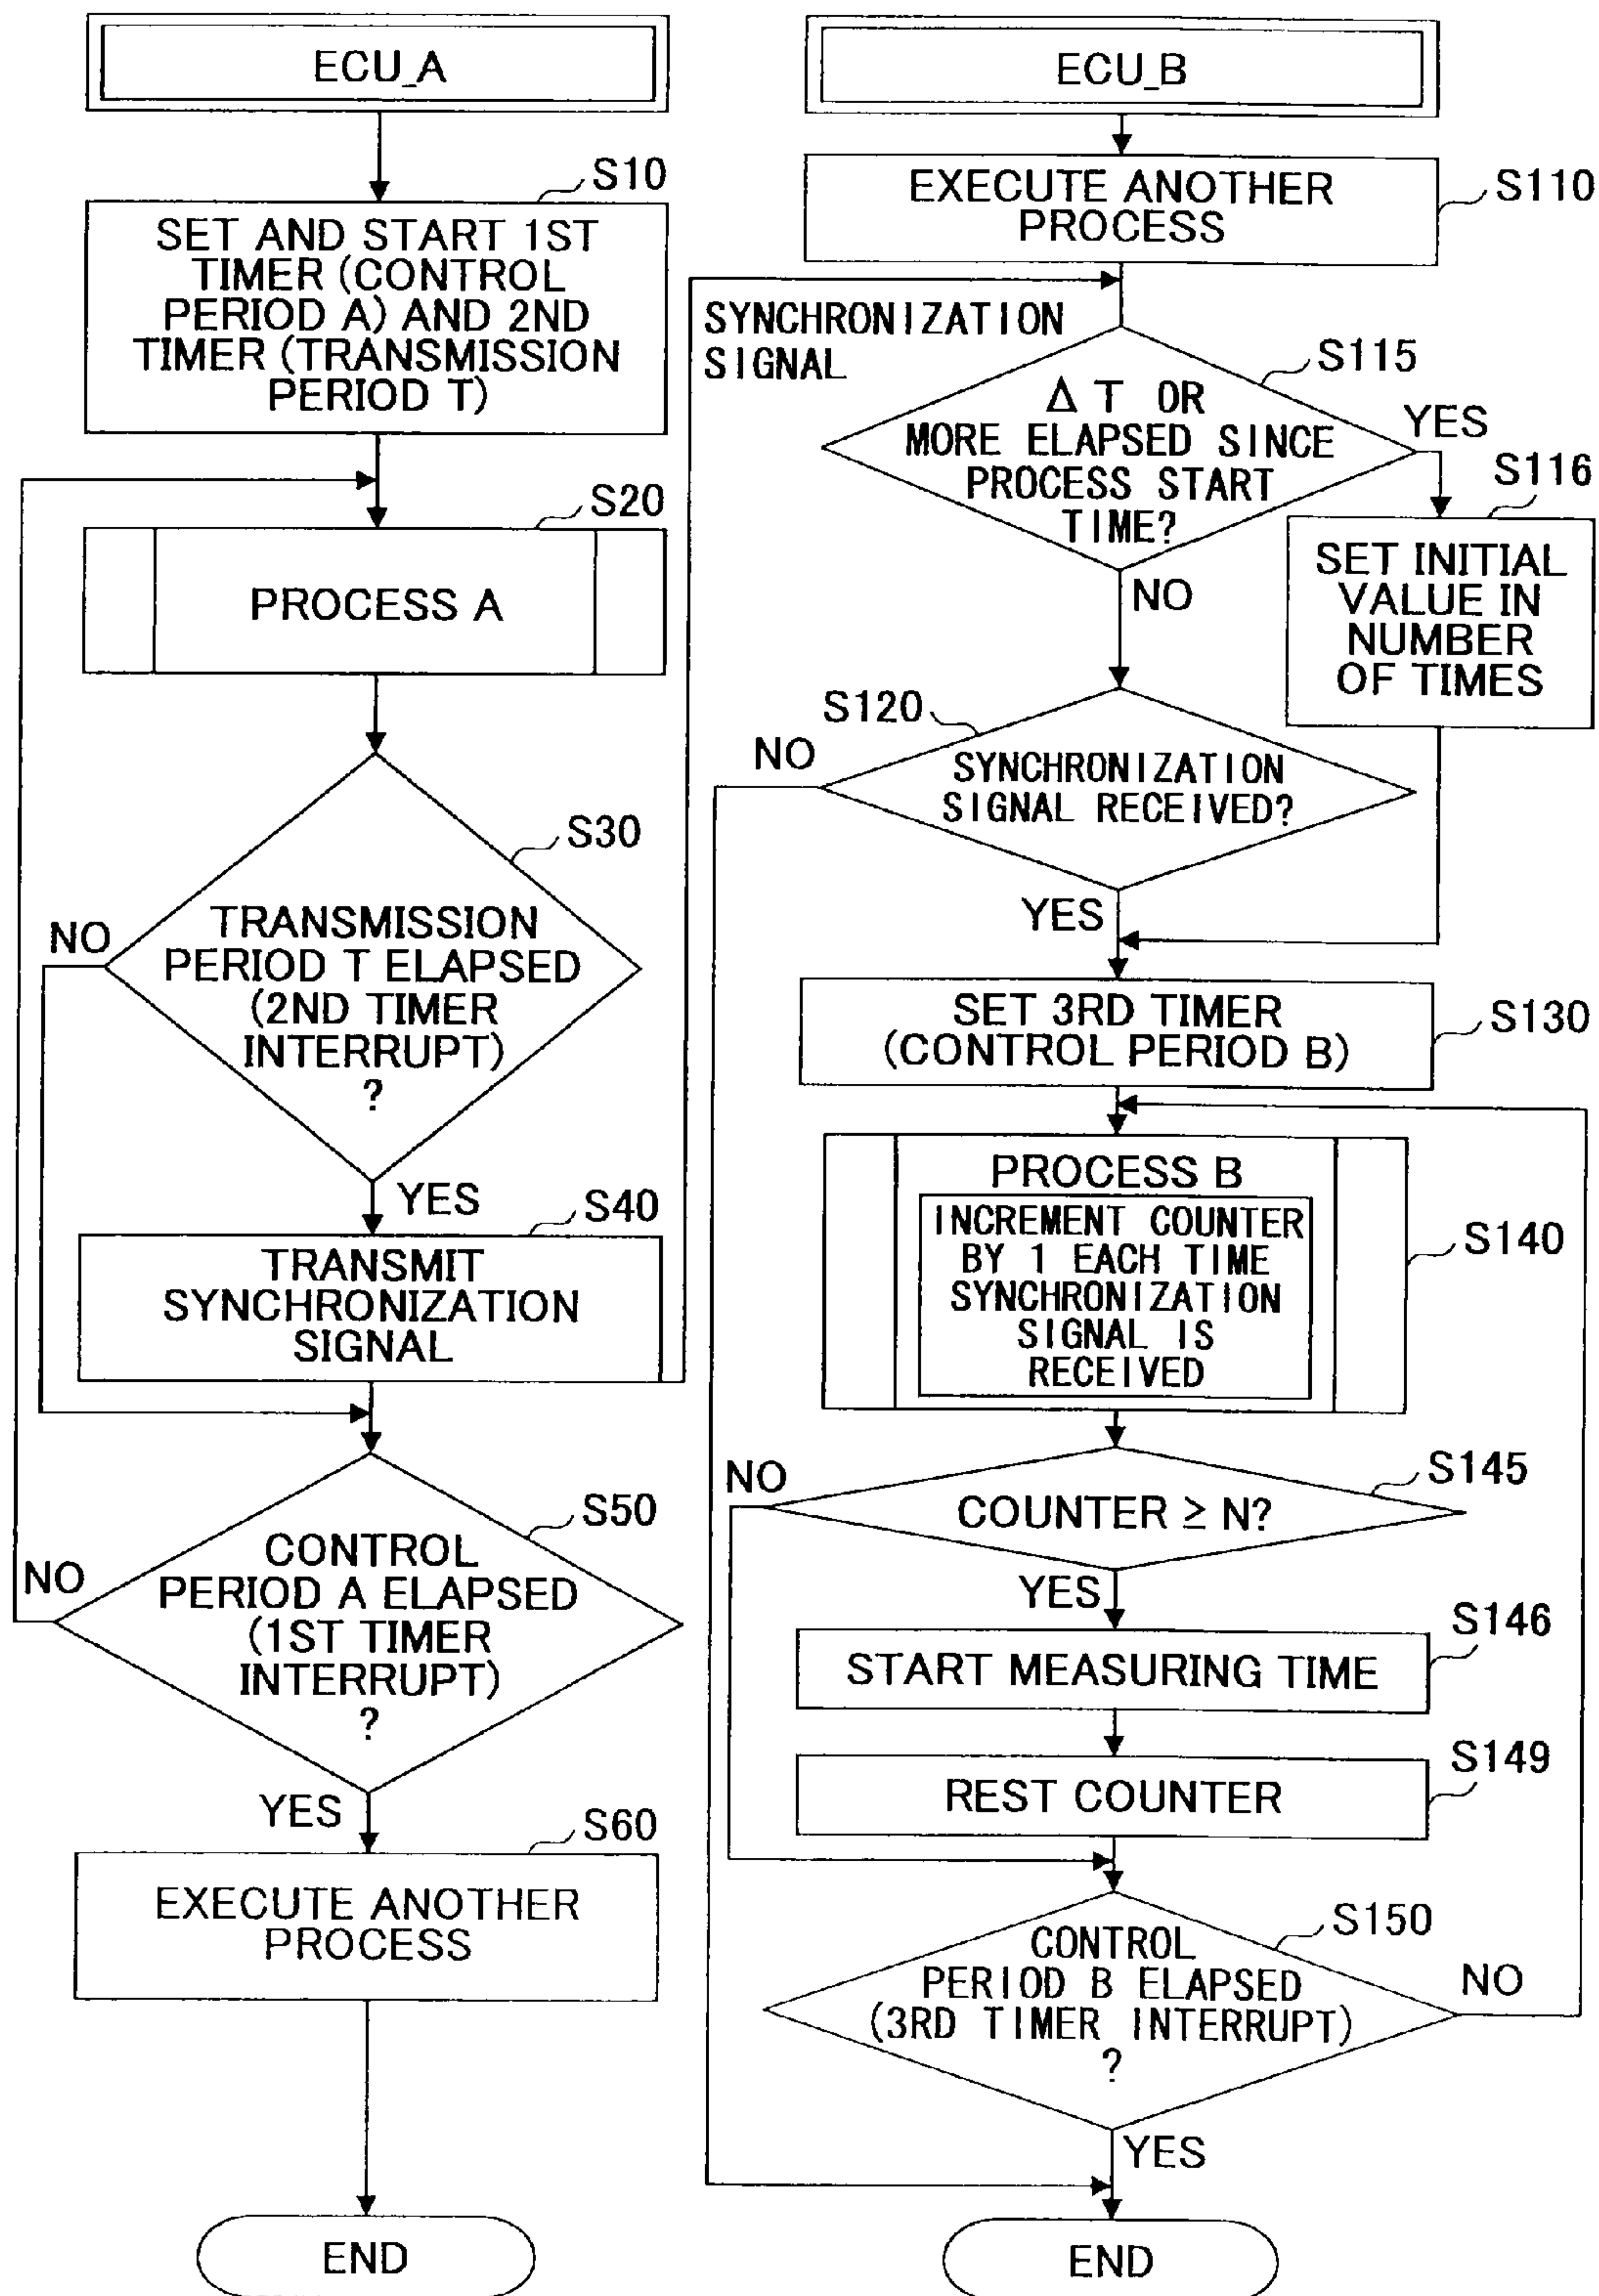 ECU_A
S10
SET AND START 1ST
TIMER (CONTROL
PERIOD A) AND 2ND
TIMER (TRANSMISSION
PERIOD T)
S20
PROCESS A
S30
TRANSMISSION
PERIOD T ELAPSED
(2ND TIMER
INTERRUPT)
?
NO
YES
S40
TRANSMIT
SYNCHRONIZATION
SIGNAL
S50
CONTROL
PERIOD A ELAPSED
(1ST TIMER
INTERRUPT)
?
NO
YES
S60
EXECUTE ANOTHER
PROCESS
END
ECU_B
EXECUTE ANOTHER
PROCESS
S110
SYNCHRONIZATION
SIGNAL
S115
Δ T OR
MORE ELAPSED SINCE
PROCESS START
TIME?
YES
S116
SET INITIAL
VALUE IN
NUMBER
OF TIMES
NO
S120
NO
SYNCHRONIZATION
SIGNAL RECEIVED?
YES
SET 3RD TIMER
(CONTROL PERIOD B)
S130
PROCESS B
INCREMENT COUNTER
BY 1 EACH TIME
SYNCHRONIZATION
SIGNAL IS
RECEIVED
S140
NO
S145
COUNTER ≥ N?
YES
S146
START MEASURING TIME
S149
REST COUNTER
S150
CONTROL
PERIOD B ELAPSED
(3RD TIMER INTERRUPT)
?
NO
YES
END